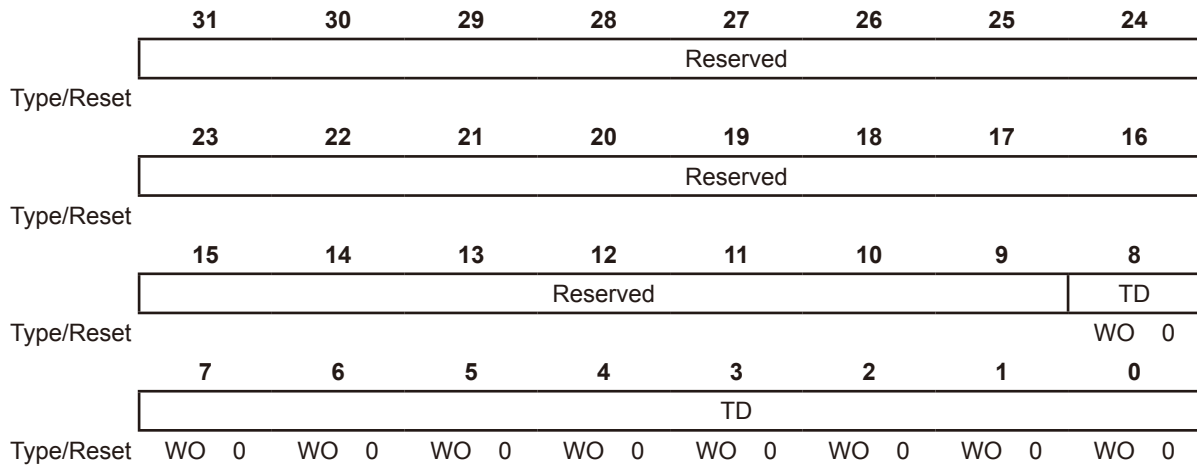 31 30 29 28 27 26 25 24
Reserved
Type/Reset
23 22 21 20 19 18 17 16
Reserved
Type/Reset
15 14 13 12 11 10 9 8
Reserved TD
Type/Reset WO 0
7 6 5 4 3 2 1 0
TD
Type/Reset WO 0 WO 0 WO 0 WO 0 WO 0 WO 0 WO 0 WO 0